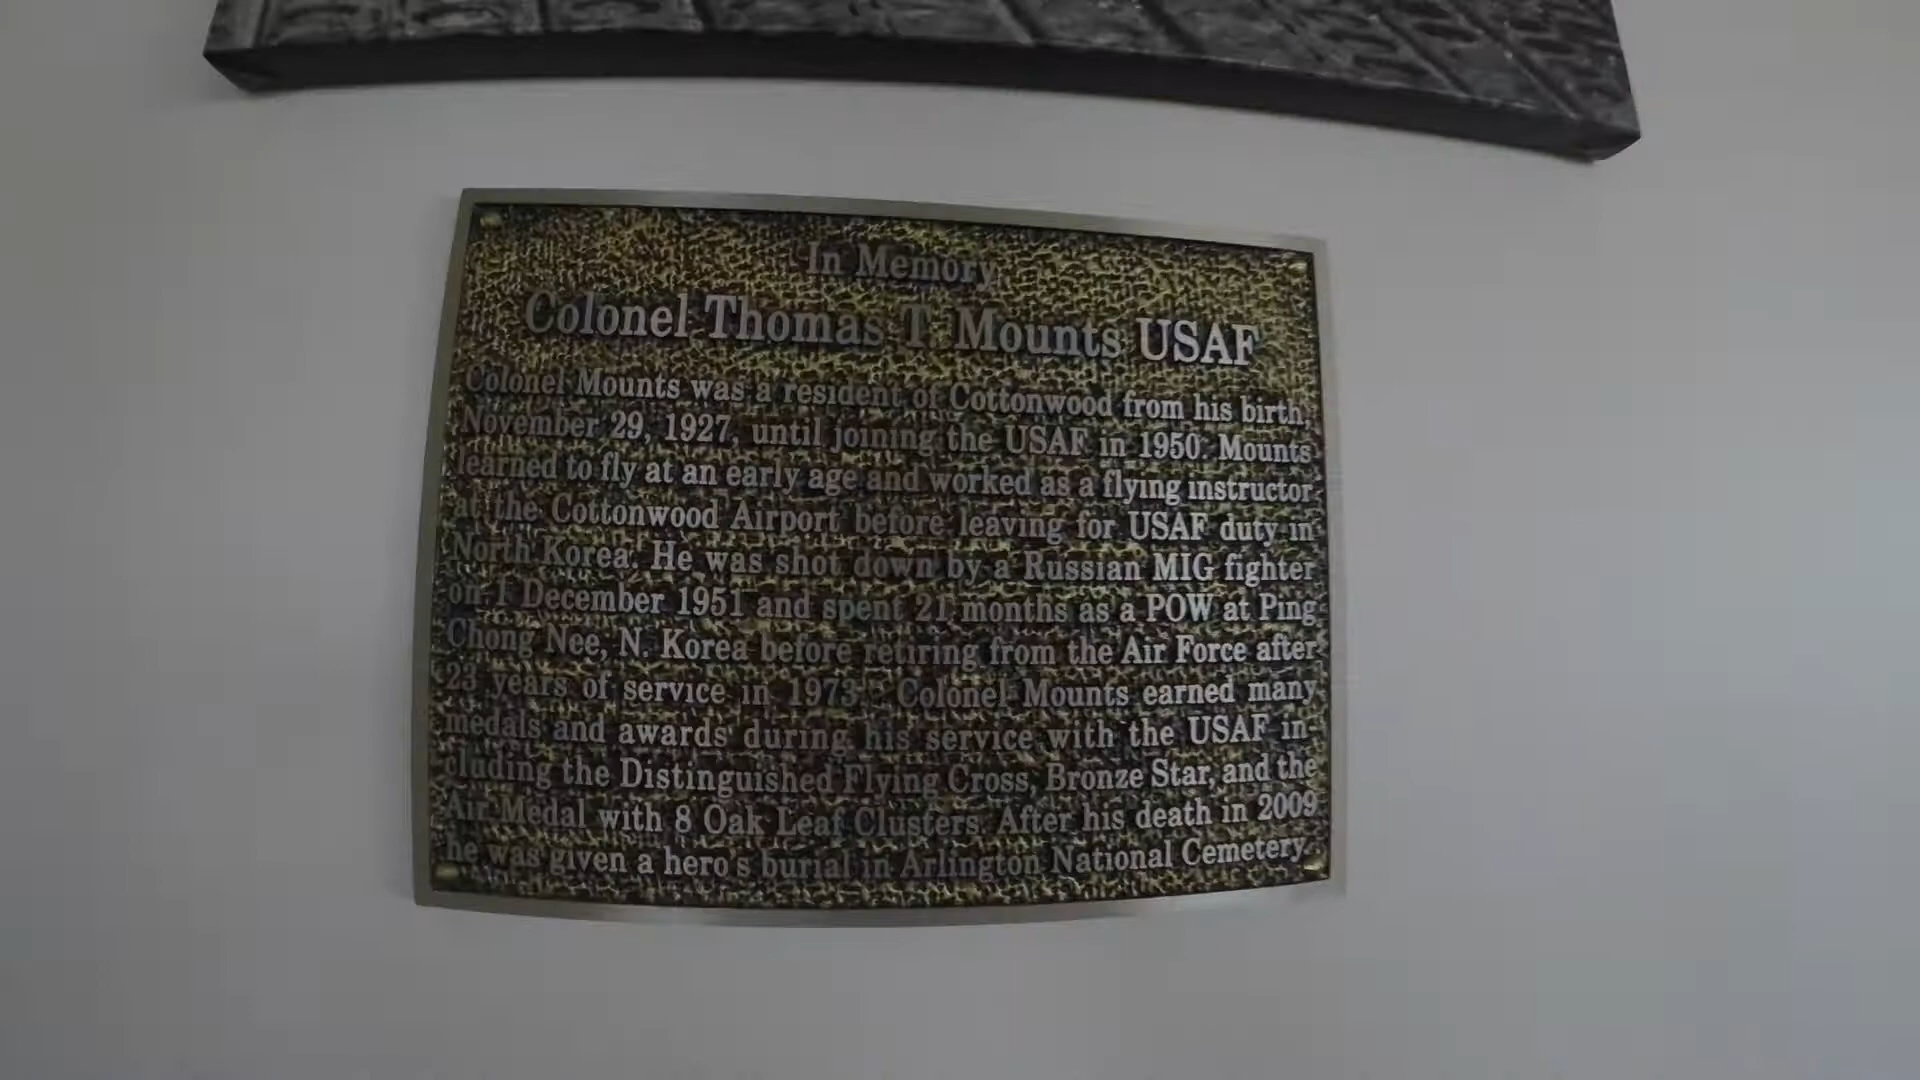 In Memory
Colonel Thomas T. Mounts USAF
Colonel Mounts was a resident of Cottonwood from his birth,
November 29, 1927, until joining the USAF in 1950. Mounts
learned to fly at an early age and worked as a flying instructor
at the Cottonwood Airport before leaving for USAF duty in
North Korea. He was shot down by a Russian MIG fighter
on 1 December 1951 and spent 21 months as a POW at Ping
Chong Nee, N. Korea before retiring from the Air Force after
23 years of service in 1973. Colonel Mounts earned many
medals and awards during his service with the USAF in-
cluding the Distinguished Flying Cross, Bronze Star, and the
Air Medal with 8 Oak Leaf Clusters. After his death in 2009
he was given a hero's burial in Arlington National Cemetery.